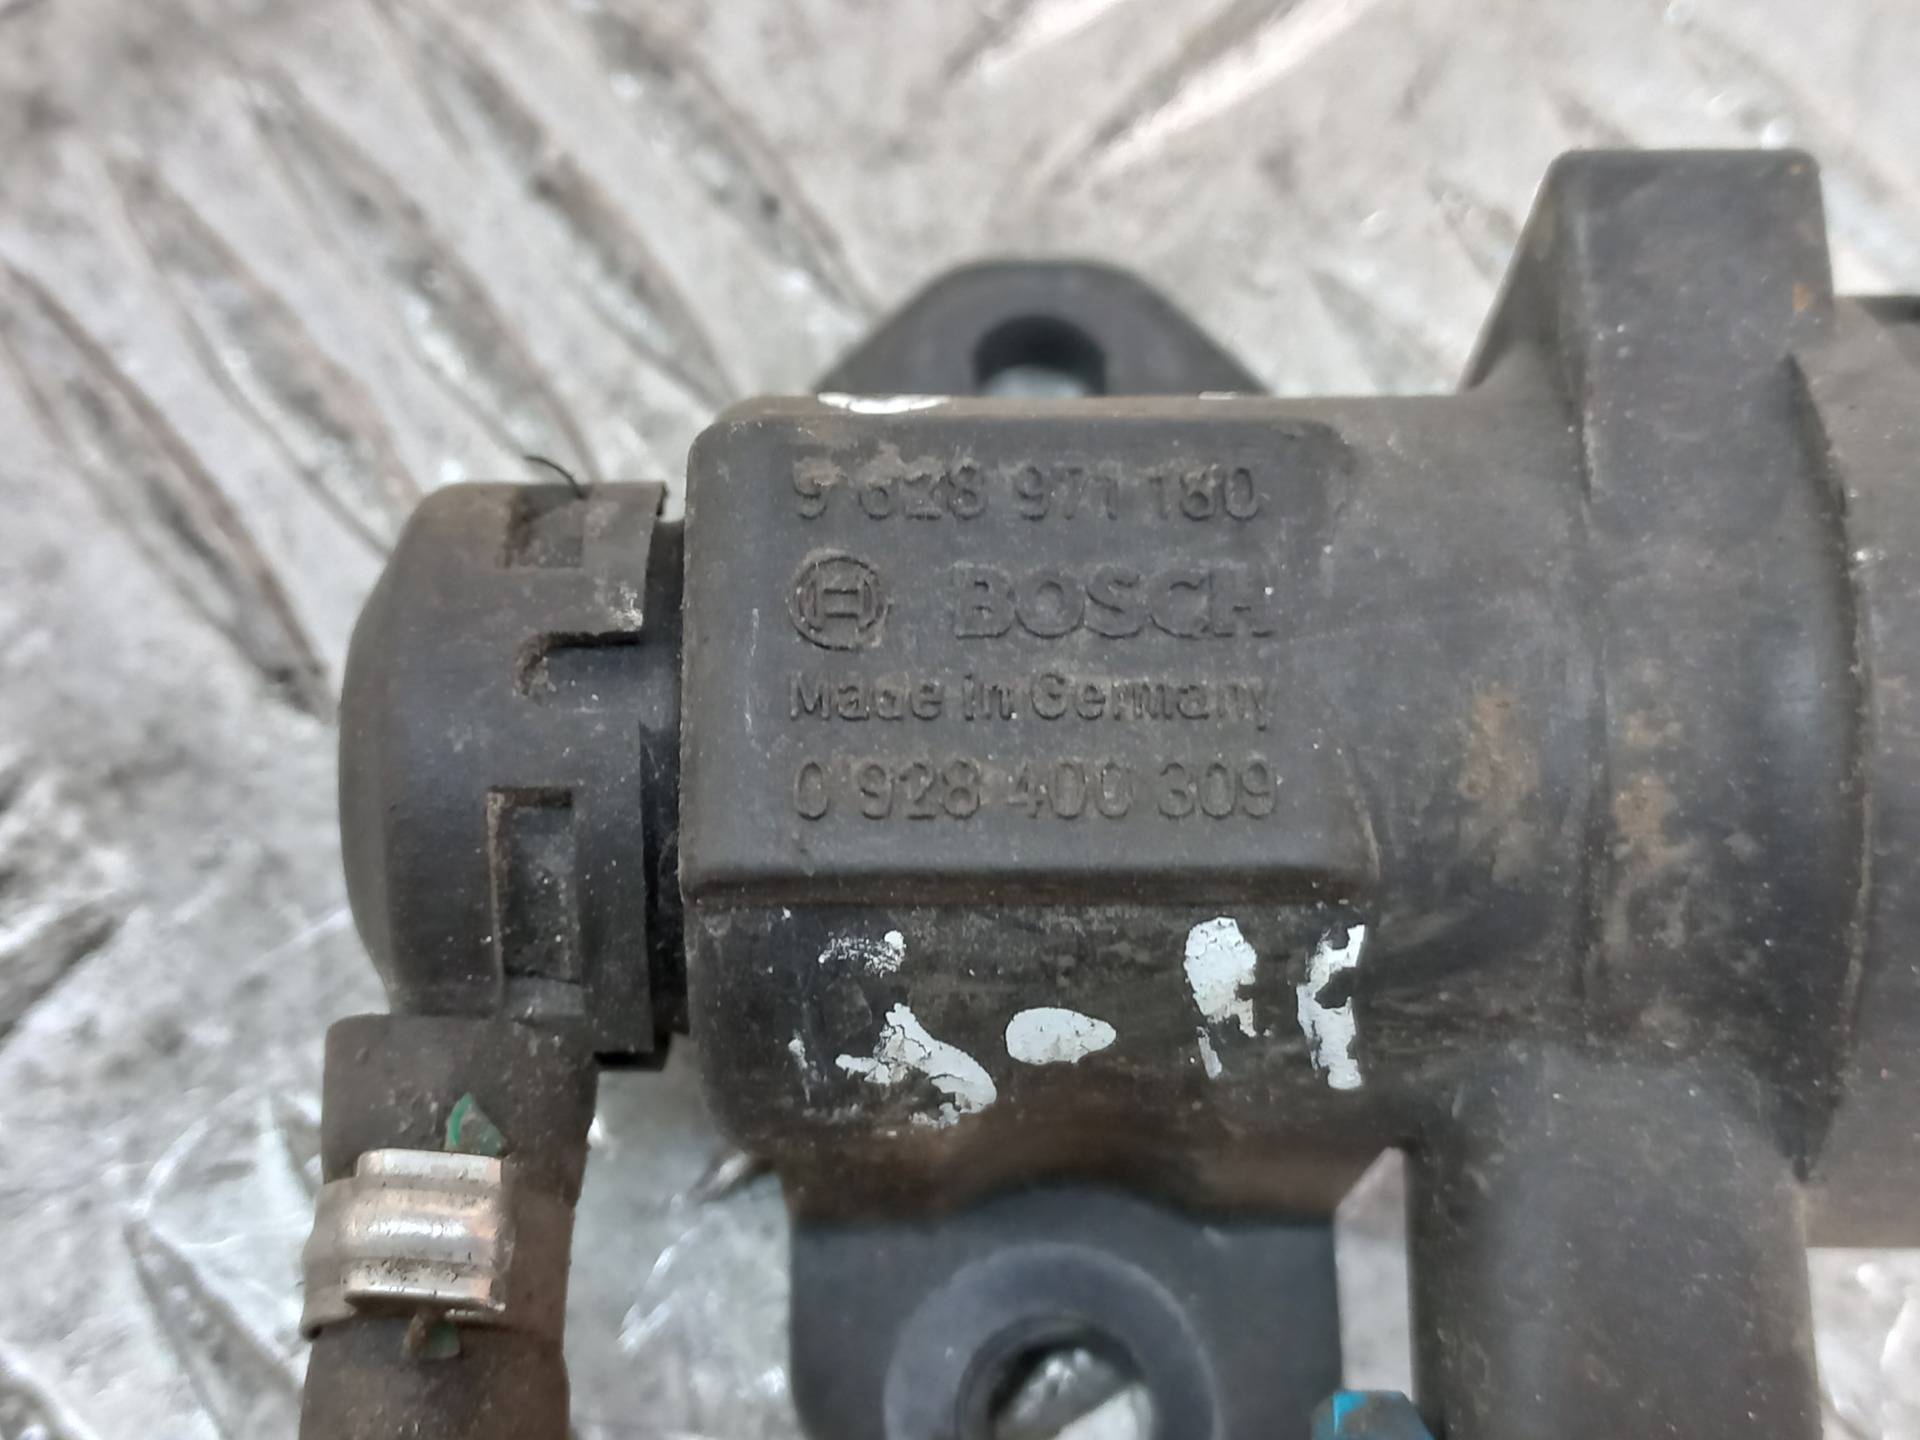 9 628 971 180
BOSCH
Made in Germany
0 928 400 309